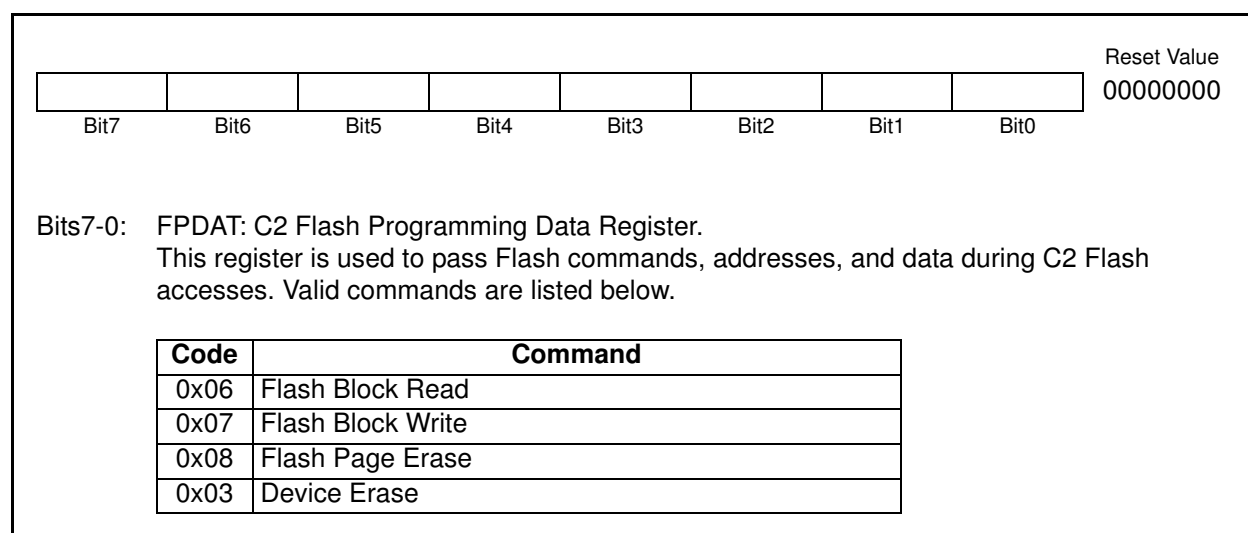 Reset Value
00000000
Bit7 Bit6 Bit5 Bit4 Bit3 Bit2 Bit1 Bit0
Bits7-0: FPDAT: C2 Flash Programming Data Register.
This register is used to pass Flash commands, addresses, and data during C2 Flash
accesses. Valid commands are listed below.
Code Command
0x06 Flash Block Read
0x07 Flash Block Write
0x08 Flash Page Erase
0x03 Device Erase